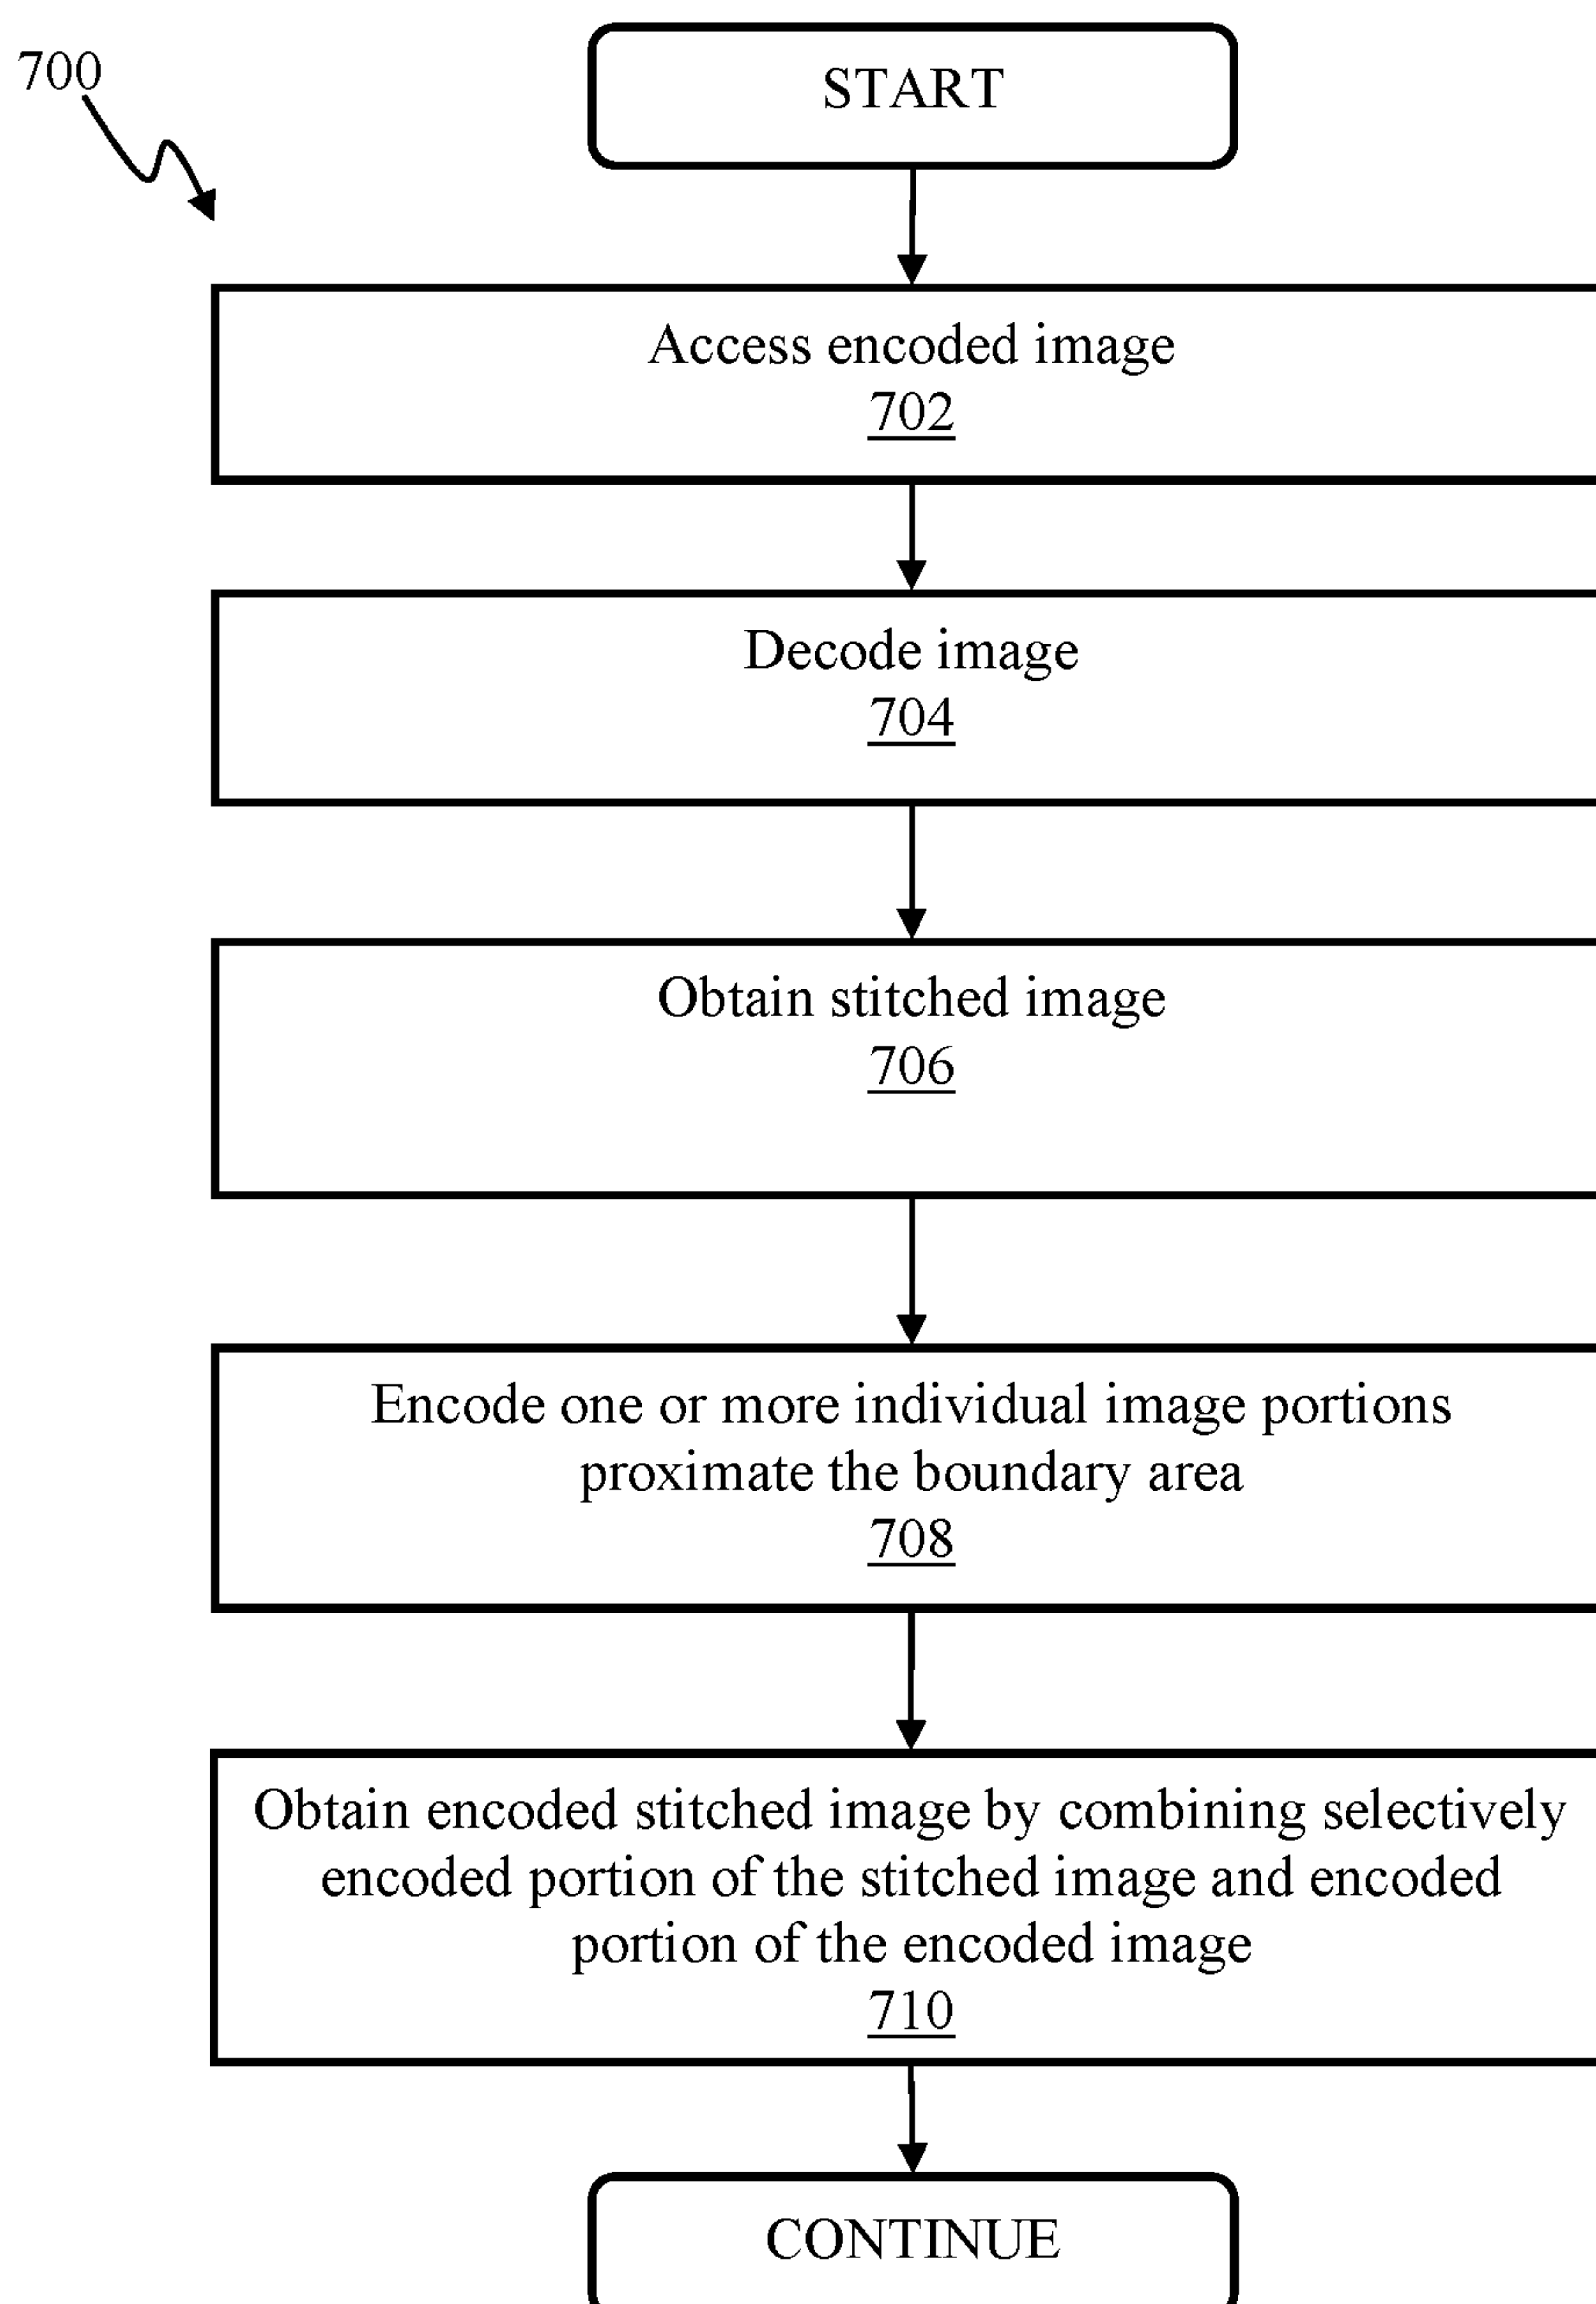 700
START
Access encoded image
702
Decode image
704
Obtain stitched image
706
Encode one or more individual image portions
proximate the boundary area
708
Obtain encoded stitched image by combining selectively
encoded portion of the stitched image and encoded
portion of the encoded image
710
CONTINUE